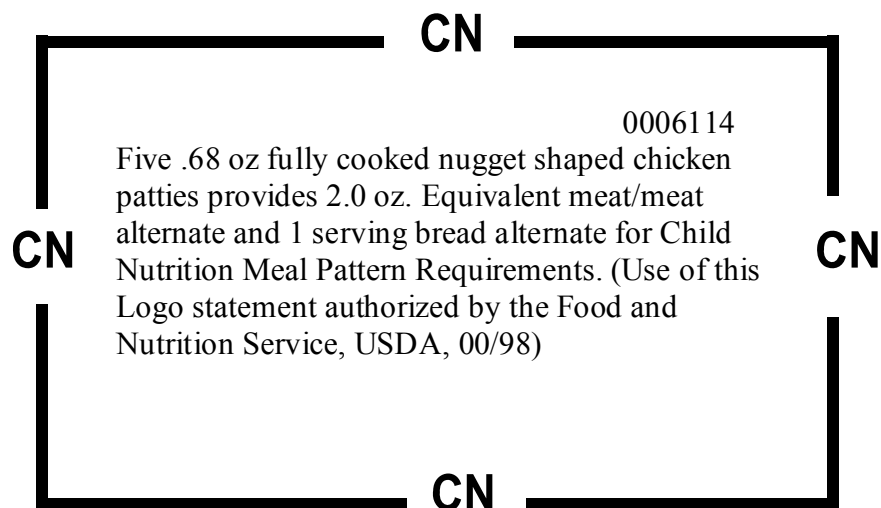 CN
0006114
Five .68 oz fully cooked nugget shaped chicken
patties provides 2.0 oz. Equivalent meat/meat
CN alternate and 1 serving bread alternate for Child CN
Nutrition Meal Pattern Requirements. (Use of this
Logo statement authorized by the Food and
Nutrition Service, USDA, 00/98)
CN